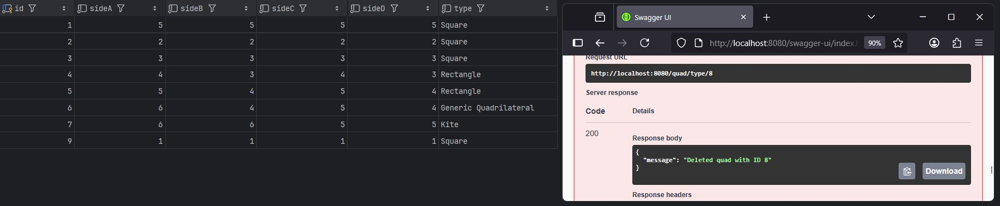 id sideA sideB sideC sideD type
1 5 5 5 5 Square
2 2 2 2 2 Square
3 3 3 3 3 Square
4 4 3 4 3 Rectangle
5 5 4 5 4 Rectangle
6 6 4 5 4 Generic Quadrilateral
7 6 6 5 5 Kite
9 1 1 1 1 Square
Swagger UI
http://localhost:8080/swagger-ui/index.h 90%
Request URL
http://localhost:8080/quad/type/8
Server response
Code Details
200
Response body
{
"message": "Deleted quad with ID 8"
}
Download
Response headers